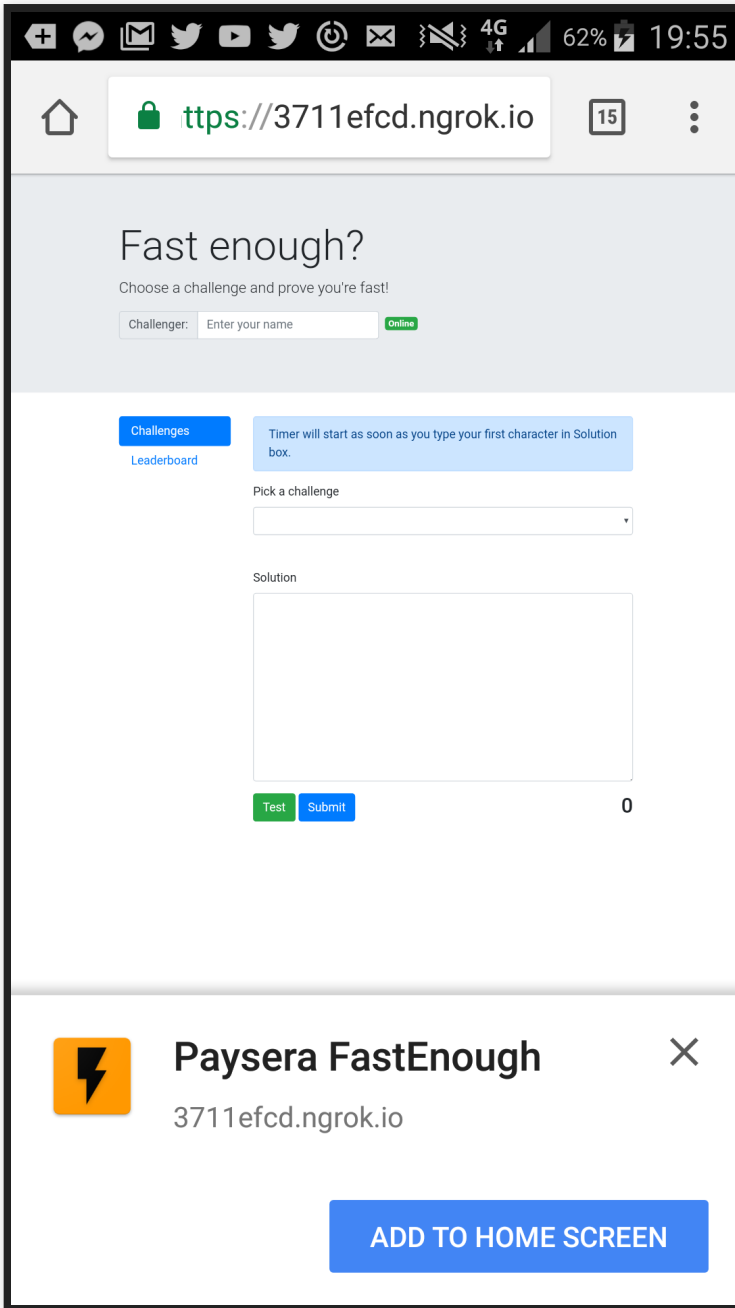 4G
62%
19:55
ttps://3711efcd.ngrok.io
15
Fast enough?
Choose a challenge and prove you're fast!
Challenger:
Enter your name
Online
Challenges
Leaderboard
Timer will start as soon as you type your first character in Solution
box.
Pick a challenge
Solution
Test
Submit
0
Paysera FastEnough
3711efcd.ngrok.io
ADD TO HOME SCREEN